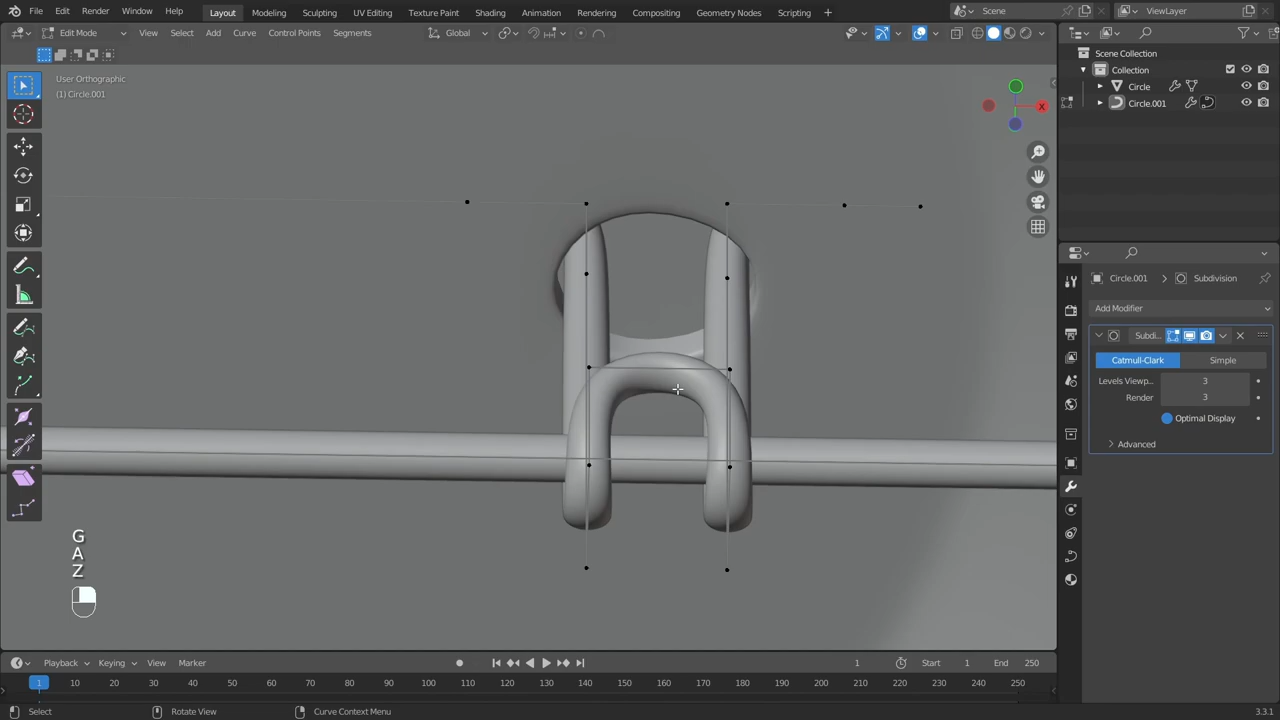 File Edit Render Window Help Layout Modeling Sculpting UV Editing Texture Paint Shading Animation Rendering Compositing Geometry Nodes Scripting + Scene ViewLayer
Edit Mode View Select Add Curve Control Points Segments Global
User Orthographic
(1) Circle.001
X
G
A
Z
Scene Collection
Collection
Circle
Circle.001
Circle.001 > Subdivision
Add Modifier
Subdi...
Catmull-Clark Simple
Levels Viewp... 3
Render 3
Optimal Display
Advanced
Playback Keying View Marker 1 Start 1 End 250
1 10 20 30 40 50 60 70 80 90 100 110 120 130 140 150 160 170 180 190 200 210 220 230 240 250
Select Rotate View Curve Context Menu 3.3.1